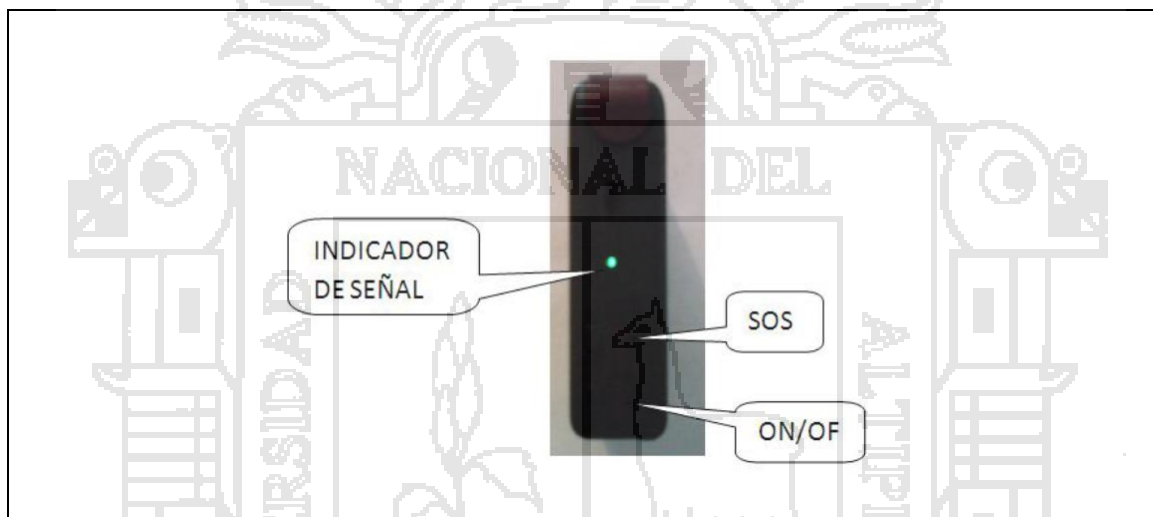 NACIONAL DEL
INDICADOR
DE SEÑAL
SOS
ON/OF